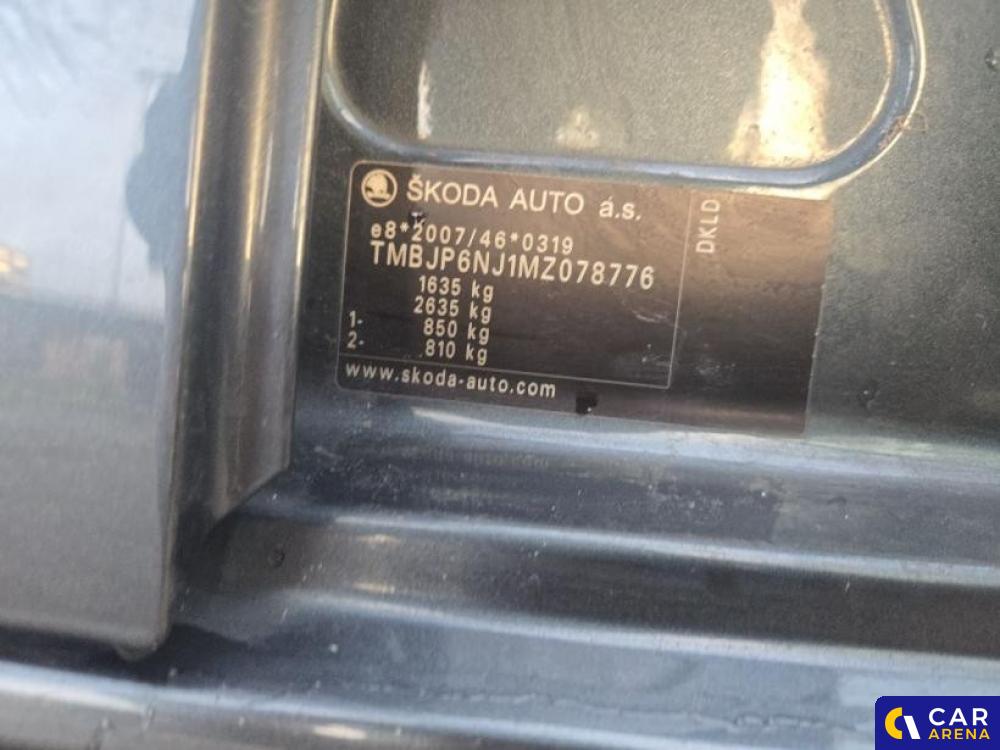 ŠKODA AUTO a.s.
e8*2007/46*0319
TMBJP6NJ1MZ078776
1635 kg
2635 kg
1- 850 kg
2- 810 kg
www.skoda-auto.com
DKLD
CAR
ARENA